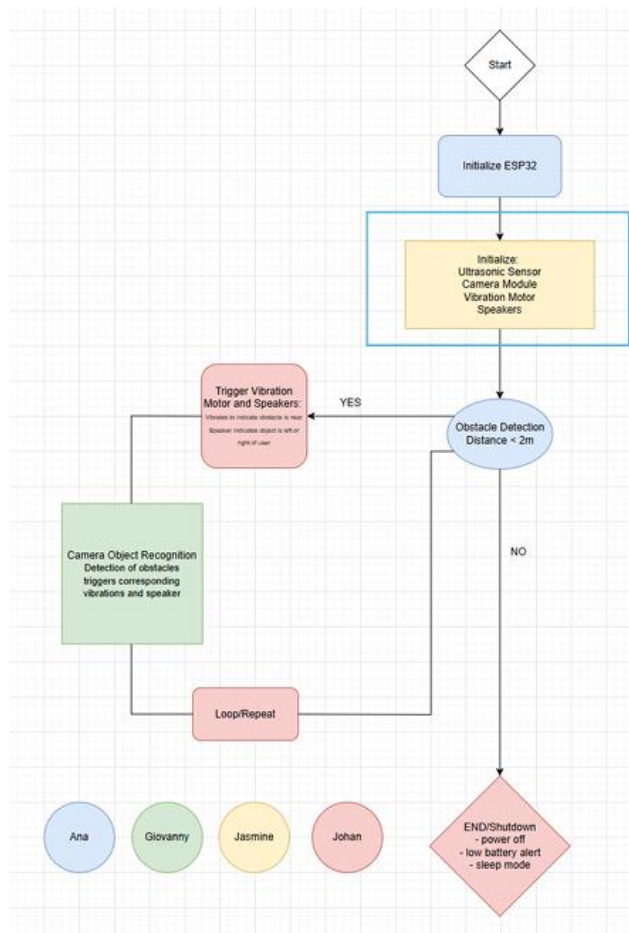 Start
Initialize ESP32
Initialize:
Ultrasonic Sensor
Camera Module
Vibration Motor
Speakers
Trigger Vibration
Motor and Speakers:
Vibrates to indicate obstacle is near
Speaker indicates object is left or
right of user
YES
Obstacle Detection
Distance < 2m
NO
Camera Object Recognition
Detection of obstacles
triggers corresponding
vibrations and speaker
Loop/Repeat
Ana
Giovanny
Jasmine
Johan
END/Shutdown
- power off
- low battery alert
- sleep mode